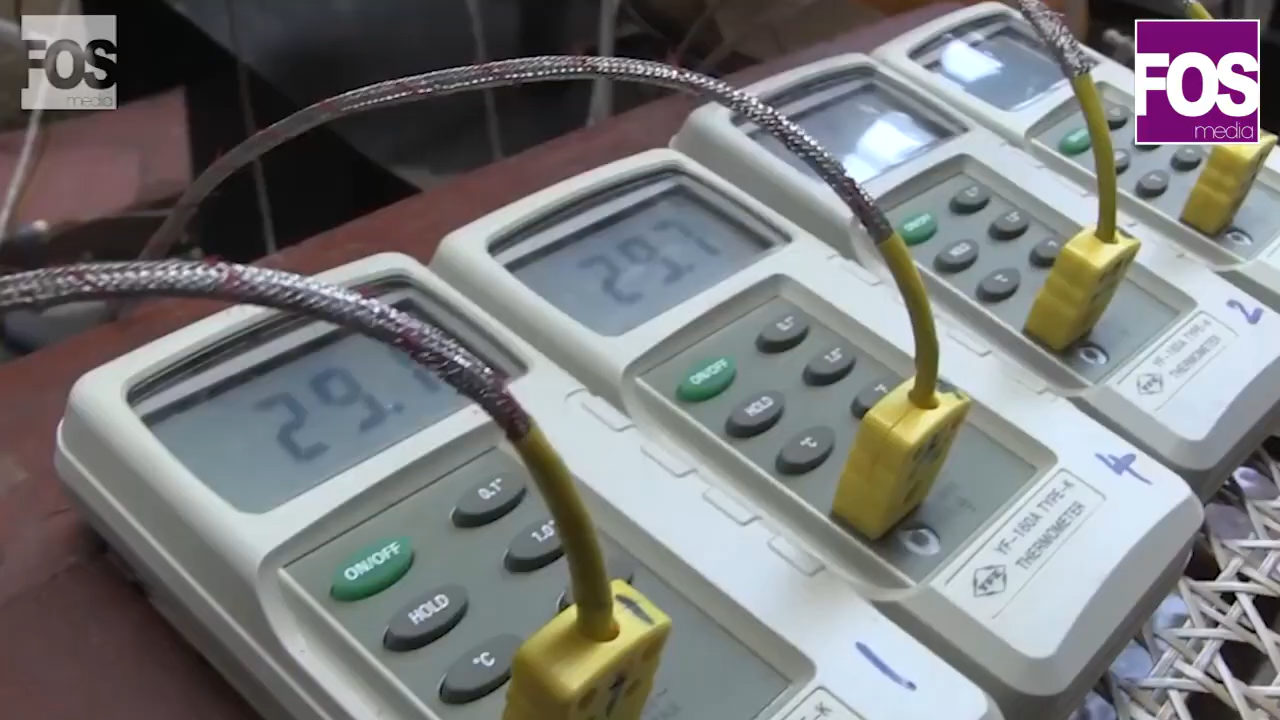 FOS
media
FOS
media
29.7
ON/OFF
0.1°
1.0°
HOLD
°F
°C
YF-160A TYPE-K
THERMOMETER
4
29.
ON/OFF
0.1°
1.0
HOLD
°C
1
ON/OFF
HOLD
YF-160A TYPE-K
THERMOMETER
2